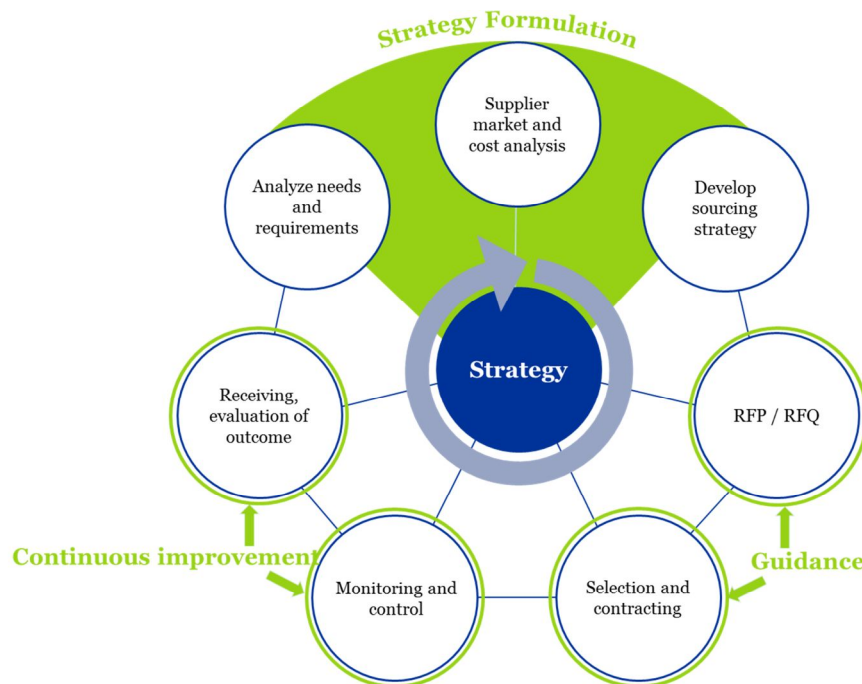 Strategy Formulation
Supplier
market and
cost analysis
Analyze needs
and
requirements
Develop
sourcing
strategy
Strategy
Receiving,
evaluation of
outcome
RFP / RFQ
Continuous improvement
Guidance
Monitoring and
control
Selection and
contracting